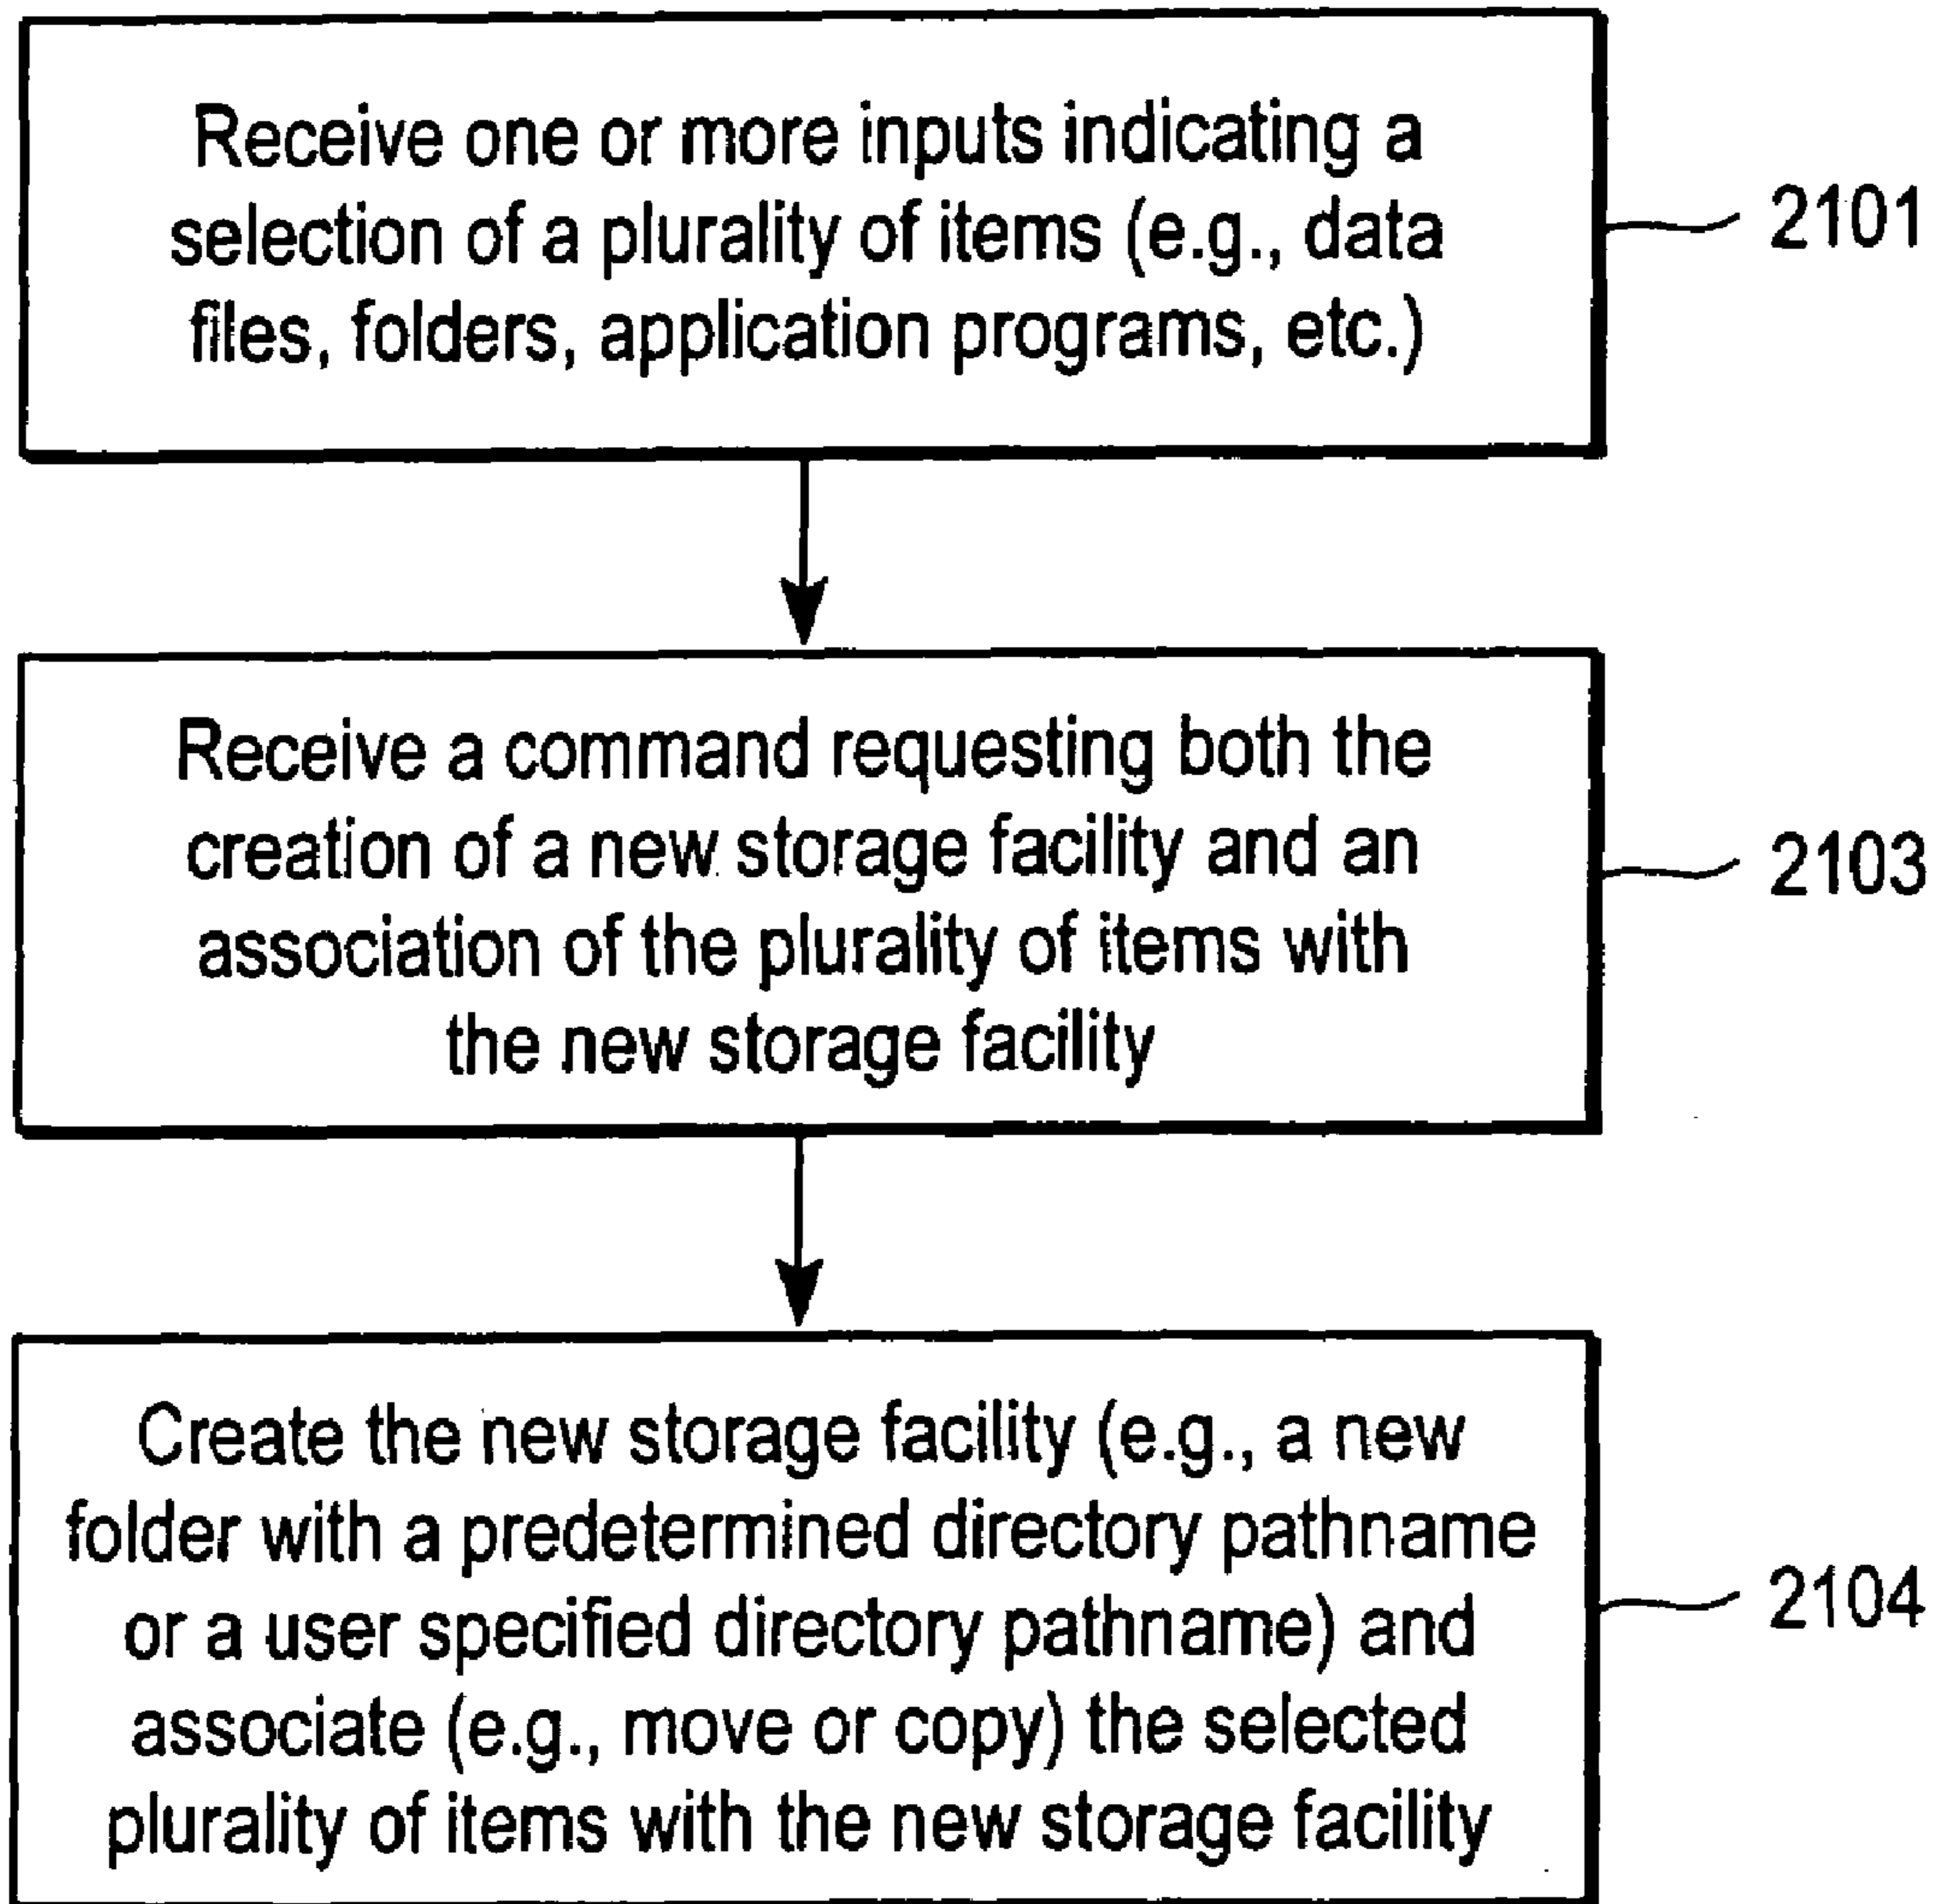 Receive one or more inputs indicating a
selection of a plurality of items (e.g., data
files, folders, application programs, etc.)
2101
Receive a command requesting both the
creation of a new storage facility and an
association of the plurality of items with
the new storage facility
2103
Create the new storage facility (e.g., a new
folder with a predetermined directory pathname
or a user specified directory pathname) and
associate (e.g., move or copy) the selected
plurality of items with the new storage facility
2104